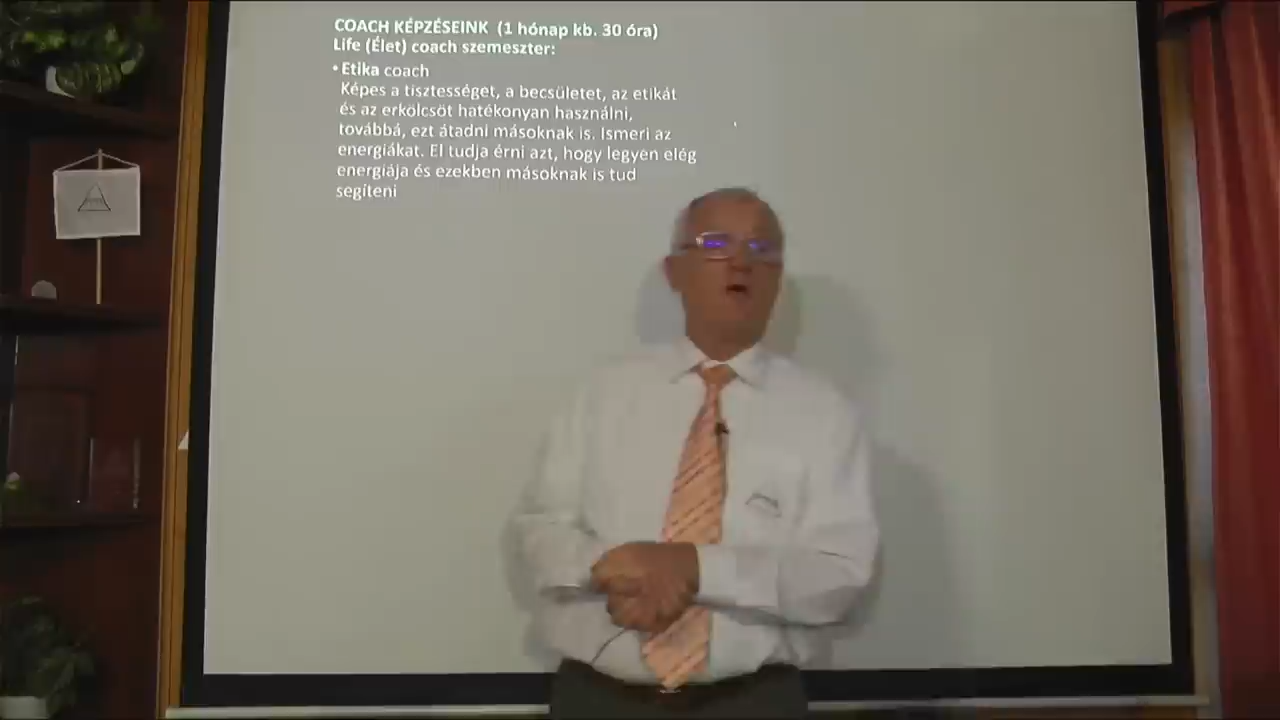 COACH KÉPZÉSEINK (1 hónap kb. 30 óra)
Life (Élet) coach szemeszter:
• Etika coach
Képes a tisztességet, a becsületet, az etikát
és az erkölcsöt hatékonyan használni,
továbbá, ezt átadni másoknak is. Ismeri az
energiákat. El tudja érni azt, hogy legyen elég
energiája és ezekben másoknak is tud
segíteni